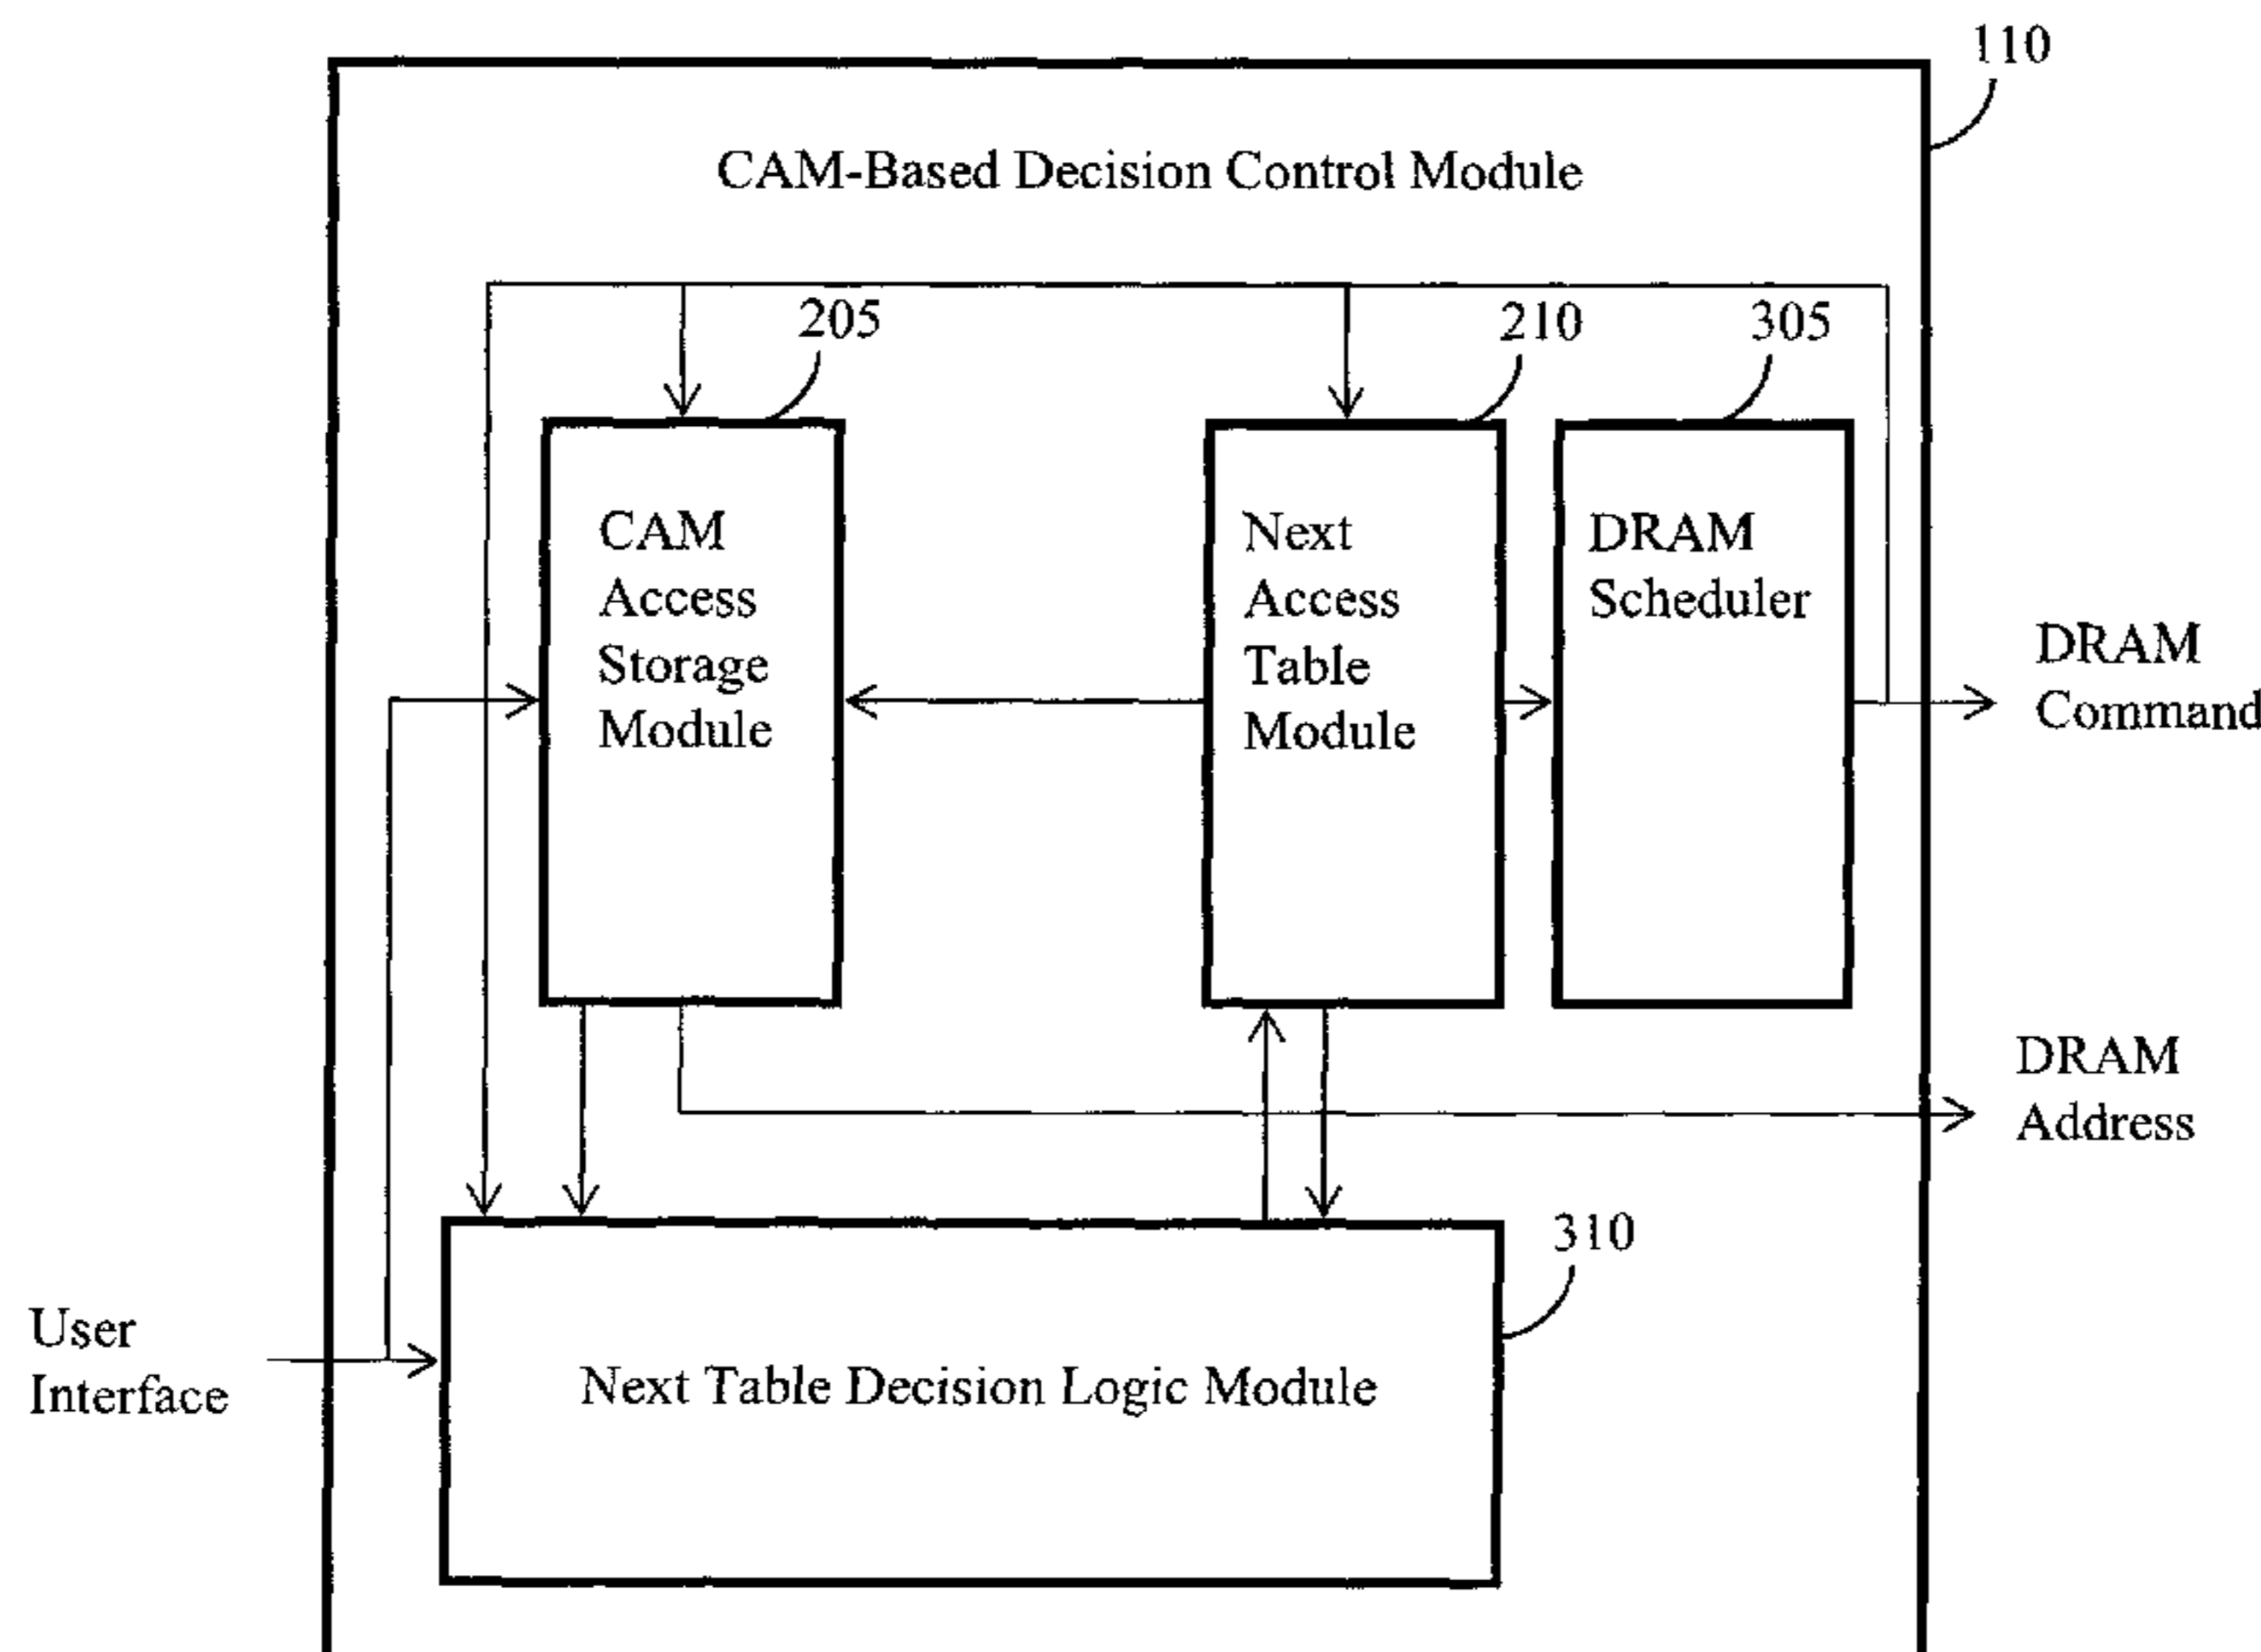 110
CAM-Based Decision Control Module
205
210
305
CAM
Access
Storage
Module
Next
Access
Table
Module
DRAM
Scheduler
DRAM
Command
DRAM
Address
310
User
Interface
Next Table Decision Logic Module